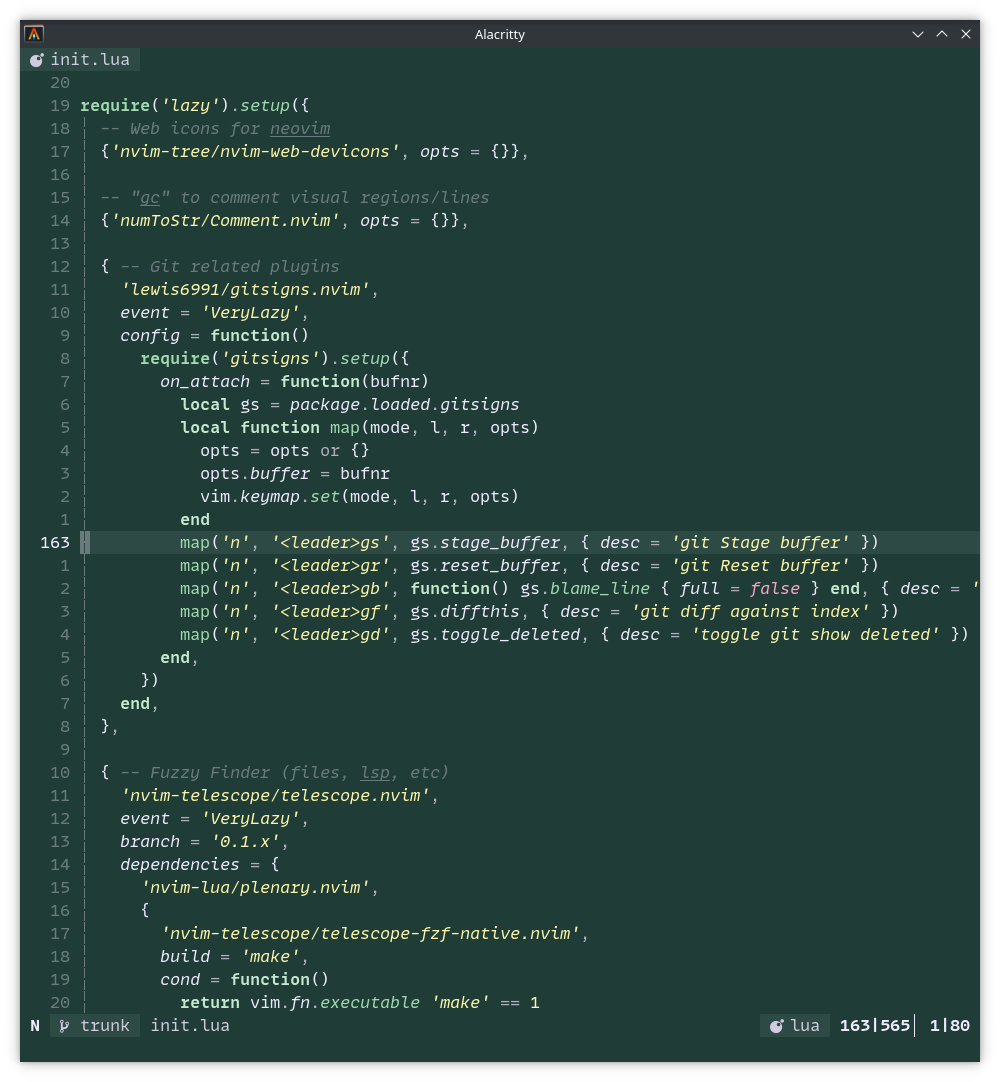 Alacritty
init.lua
20
19 require('lazy').setup({
18   -- Web icons for neovim
17   {'nvim-tree/nvim-web-devicons', opts = {}},
16
15   -- "gc" to comment visual regions/lines
14   {'numToStr/Comment.nvim', opts = {}},
13
12   { -- Git related plugins
11     'lewis6991/gitsigns.nvim',
10     event = 'VeryLazy',
9     config = function()
8       require('gitsigns').setup({
7         on_attach = function(bufnr)
6           local gs = package.loaded.gitsigns
5           local function map(mode, l, r, opts)
4             opts = opts or {}
3             opts.buffer = bufnr
2             vim.keymap.set(mode, l, r, opts)
1           end
163           map('n', '<leader>gs', gs.stage_buffer, { desc = 'git Stage buffer' })
1           map('n', '<leader>gr', gs.reset_buffer, { desc = 'git Reset buffer' })
2           map('n', '<leader>gb', function() gs.blame_line { full = false } end, { desc = '
3           map('n', '<leader>gf', gs.diffthis, { desc = 'git diff against index' })
4           map('n', '<leader>gd', gs.toggle_deleted, { desc = 'toggle git show deleted' })
5         end,
6       })
7     end,
8   },
9
10   { -- Fuzzy Finder (files, lsp, etc)
11     'nvim-telescope/telescope.nvim',
12     event = 'VeryLazy',
13     branch = '0.1.x',
14     dependencies = {
15       'nvim-lua/plenary.nvim',
16       {
17         'nvim-telescope/telescope-fzf-native.nvim',
18         build = 'make',
19         cond = function()
20           return vim.fn.executable 'make' == 1
N trunk init.lua lua 163|565 1|80